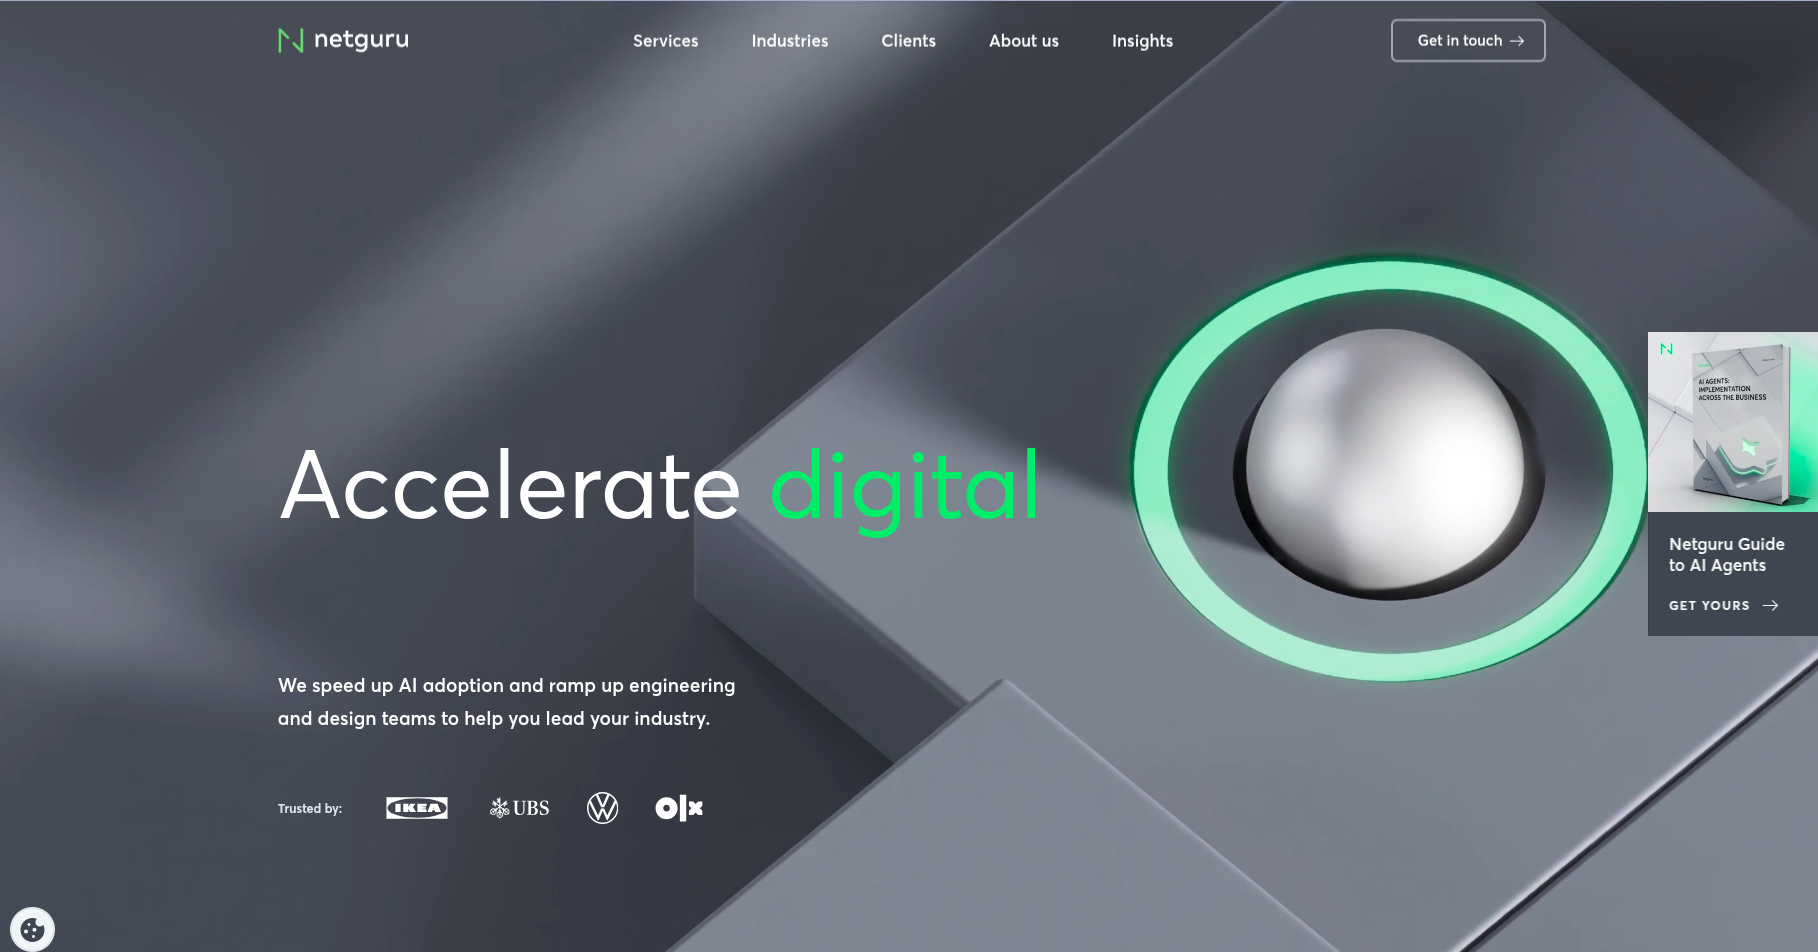 netguru
Services
Industries
Clients
About us
Insights
Get in touch
Accelerate digital
AI AGENTS:
IMPLEMENTATION
ACROSS THE BUSINESS
Netguru Guide
to AI Agents
GET YOURS
We speed up AI adoption and ramp up engineering
and design teams to help you lead your industry.
Trusted by:
IKEA
UBS
VW
olx